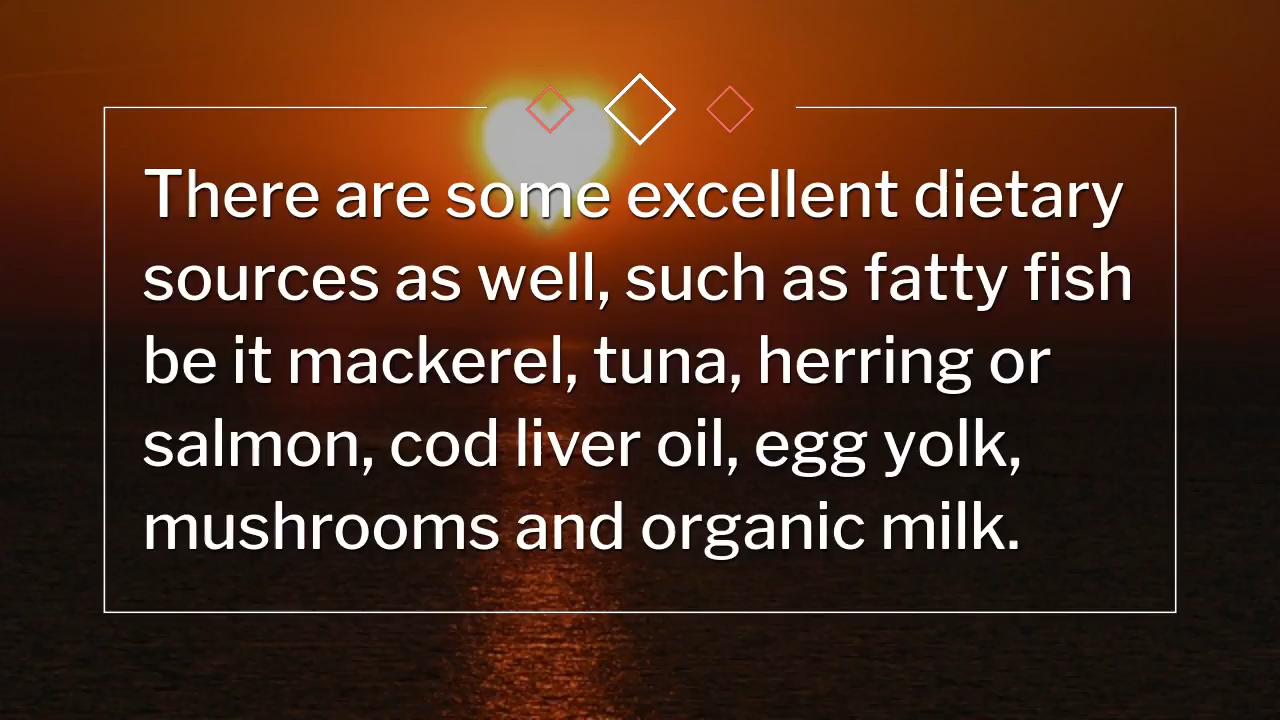 There are some excellent dietary
sources as well, such as fatty fish
be it mackerel, tuna, herring or
salmon, cod liver oil, egg yolk,
mushrooms and organic milk.